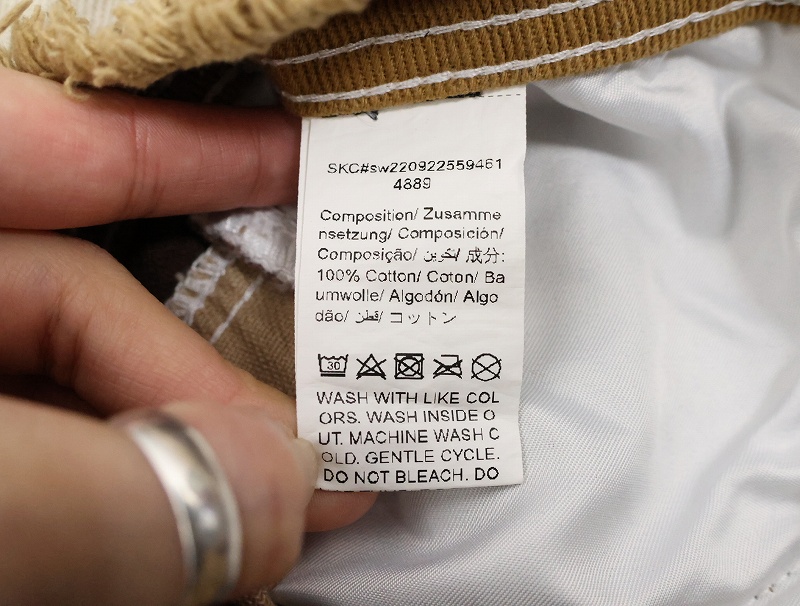 SKC#sw220922559461
4889
Composition/ Zusamme
nsetzung/ Composición/
Composição/ تكوين/ 成分:
100% Cotton/ Coton/ Ba
umwolle/ Algodón/ Algo
dão/ قطن/ コットン
30
WASH WITH LIKE COL
ORS. WASH INSIDE O
UT. MACHINE WASH C
OLD. GENTLE CYCLE.
DO NOT BLEACH. DO